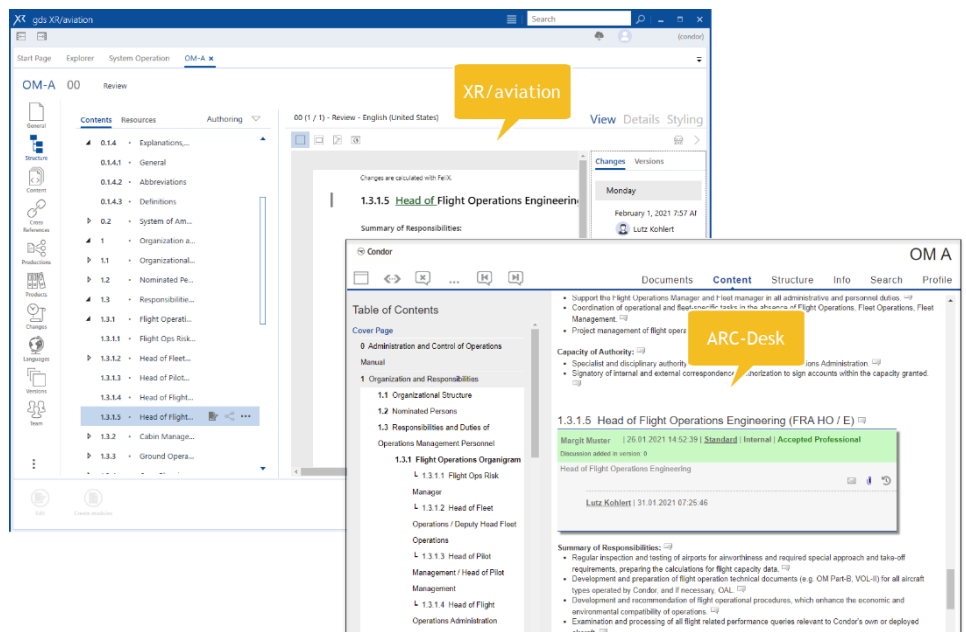 gds XR/aviation
Search
(condor)
Start Page Explorer System Operation OM-A ×
OM-A 00 Review
XR/aviation
General
Structure
Content
Cross
References
Productions
Products
Changes
Languages
Versions
Team
Contents Resources Authoring
0.1.4 • Explanations,...
0.1.4.1 • General
0.1.4.2 • Abbreviations
0.1.4.3 • Definitions
0.2 • System of Am...
1 • Organization a...
1.1 • Organizational...
1.2 • Nominated Pe...
1.3 • Responsibilitie...
1.3.1 • Flight Operati...
1.3.1.1 • Flight Ops Risk...
1.3.1.2 • Head of Fleet...
1.3.1.3 • Head of Pilot...
1.3.1.4 • Head of Flight...
1.3.1.5 • Head of Flight...
1.3.2 • Cabin Manage...
1.3.3 • Ground Opera...
Edit
00 (1 / 1) - Review - English (United States)
View Details Styling
Changes are calculated with FeliX.
1.3.1.5 Head of Flight Operations Engineering
Summary of Responsibilities:
Changes Versions
Monday
February 1, 2021 7:57 AM
Lutz Kohlert
Condor
OM A
Documents Content Structure Info Search Profile
Table of Contents
Cover Page
0 Administration and Control of Operations
Manual
1 Organization and Responsibilities
1.1 Organizational Structure
1.2 Nominated Persons
1.3 Responsibilities and Duties of
Operations Management Personnel
1.3.1 Flight Operations Organigram
1.3.1.1 Flight Ops Risk
Manager
1.3.1.2 Head of Fleet
Operations / Deputy Head Fleet
Operations
1.3.1.3 Head of Pilot
Management / Head of Pilot
Management
1.3.1.4 Head of Flight
Operations Administration
• Support the Flight Operations Manager and Fleet manager in all administrative and personnel duties.
• Coordination of operational and fleet-specific tasks in the absence of Flight Operations, Fleet Operations, Fleet
Management.
• Project management of flight opera
ARC-Desk
Capacity of Authority:
• Specialist and disciplinary authority ions Administration.
• Signatory of internal and external correspondence, authorization to sign accounts within the capacity granted.
1.3.1.5 Head of Flight Operations Engineering (FRA HO / E)
Margit Muster | 26.01.2021 14:52:39 | Standard | Internal | Accepted Professional
Discussion added in version: 0
Head of Flight Operations Engineering
Lutz Kohlert | 31.01.2021 07:25:46
Summary of Responsibilities:
• Regular inspection and testing of airports for airworthiness and required special approach and take-off
requirements, preparing the calculations for flight capacity data.
• Development and preparation of flight operation technical documents (e.g. OM Part-B, VOL-II) for all aircraft
types operated by Condor, and if necessary, OAL.
• Development and recommendation of flight operational procedures, which enhance the economic and
environmental compatibility of operations.
• Examination and processing of all flight related performance queries relevant to Condor's own or deployed